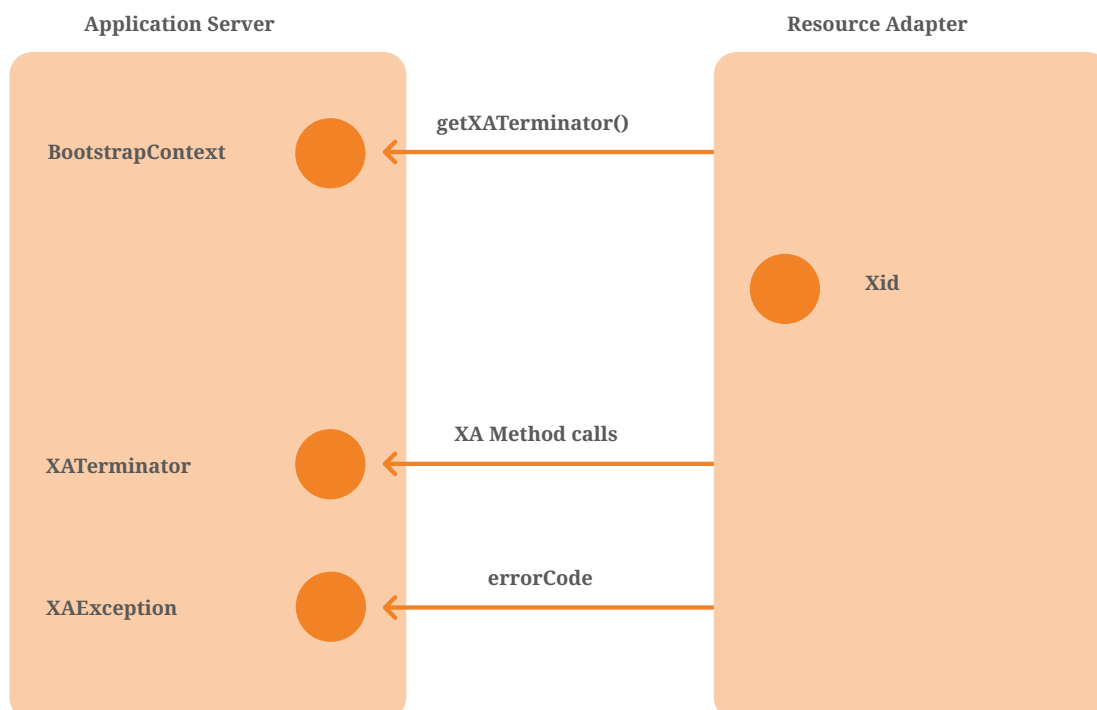 Application Server
Resource Adapter
getXATerminator()
BootstrapContext
Xid
XA Method calls
XATerminator
errorCode
XAException